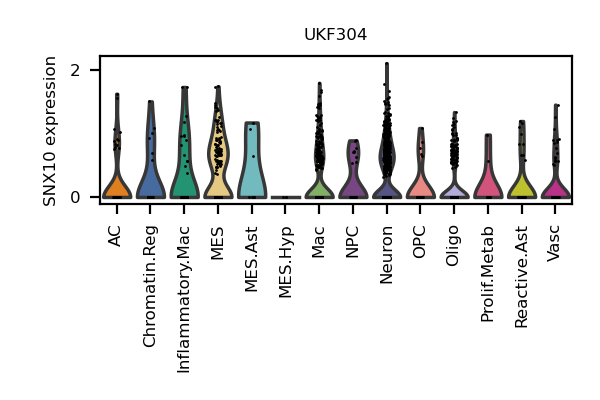 UKF304
SNX10 expression
2
0
AC
Chromatin.Reg
Inflammatory.Mac
MES
MES.Ast
MES.Hyp
Mac
NPC
Neuron
OPC
Oligo
Prolif.Metab
Reactive.Ast
Vasc